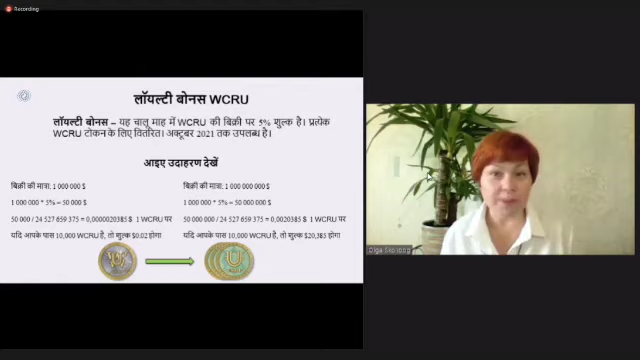 Recording
लॉयल्टी बोनस WCRU
लॉयल्टी बोनस – यह चालू माह में WCRU की बिक्री पर 5% शुल्क है। प्रत्येक
WCRU टोकन के लिए वितरित। अक्टूबर 2021 तक उपलब्ध है।
आइए उदाहरण देखें
बिक्री की मात्रा: 1 000 000 $
1 000 000 * 5% = 50 000 $
50 000 / 24 527 659 375 = 0,0000020385 $ 1 WCRU पर
यदि आपके पास 10,000 WCRU है, तो शुल्क $0.02 होगा
बिक्री की मात्रा: 1 000 000 000 $
1 000 000 * 5% = 50 000 000 $
50 000 000 / 24 527 659 375 = 0,0020385 $ 1 WCRU पर
यदि आपके पास 10,000 WCRU है, तो शुल्क $20,385 होगा
Olga